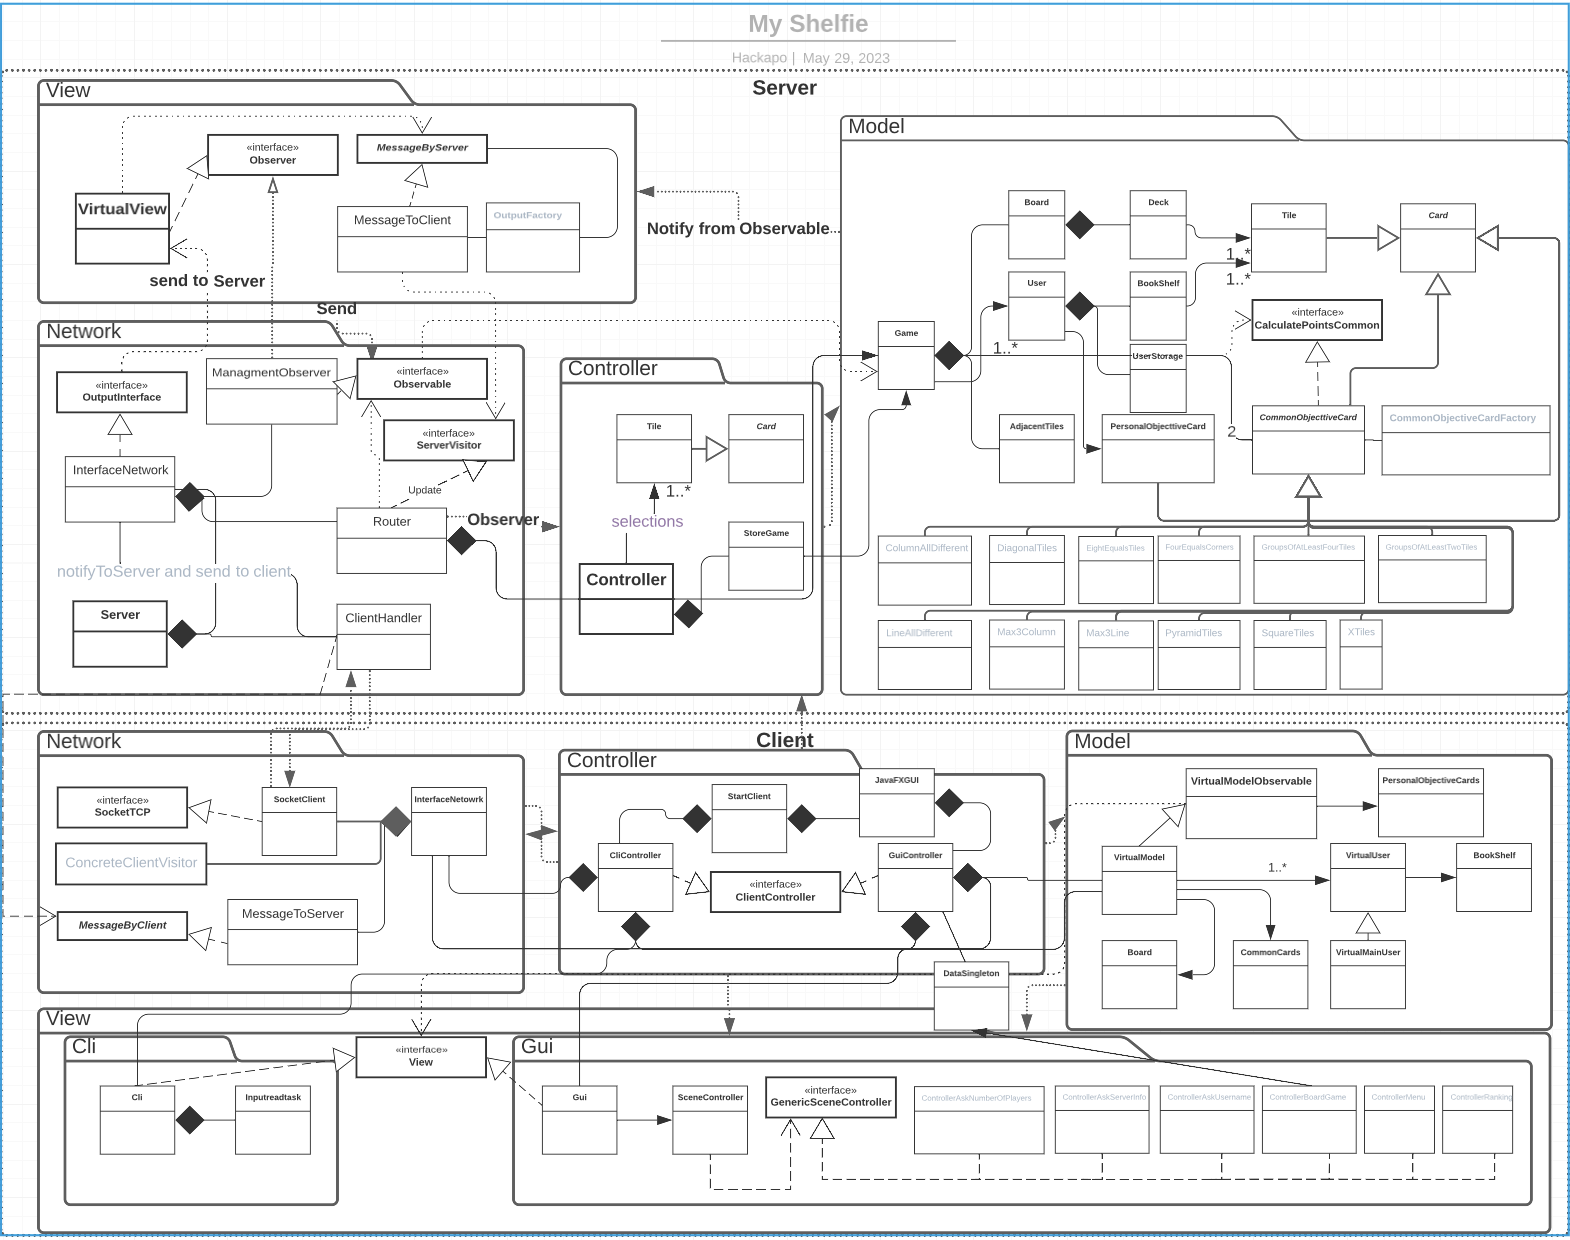 My Shelfie
Hackapo | May 29, 2023
Server
View
«interface»
Observer
MessageByServer
VirtualView
MessageToClient
OutputFactory
send to Server
Send
Notify from Observable
Model
Board
Deck
Tile
Card
1..*
1..*
User
BookShelf
«interface»
CalculatePointsCommon
Game
1..*
UserStorage
AdjacentTiles
PersonalObjecttiveCard
2
CommonObjecttiveCard
CommonObjectiveCardFactory
ColumnAllDifferent
DiagonalTiles
EightEqualsTiles
FourEqualsCorners
GroupsOfAtLeastFourTiles
GroupsOfAtLeastTwoTiles
LineAllDifferent
Max3Column
Max3Line
PyramidTiles
SquareTiles
XTiles
Network
«interface»
OutputInterface
ManagmentObserver
«interface»
Observable
«interface»
ServerVisitor
InterfaceNetwork
Update
Router
Observer
notifyToServer and send to client
Server
ClientHandler
Controller
Tile
Card
1..*
selections
StoreGame
Controller
Client
Network
«interface»
SocketTCP
SocketClient
InterfaceNetowrk
ConcreteClientVisitor
MessageByClient
MessageToServer
Controller
JavaFXGUI
StartClient
CliController
GuiController
«interface»
ClientController
DataSingleton
Model
VirtualModelObservable
PersonalObjectiveCards
VirtualModel
1..*
VirtualUser
BookShelf
Board
CommonCards
VirtualMainUser
View
Cli
«interface»
View
Gui
Cli
Inputreadtask
Gui
SceneController
«interface»
GenericSceneController
ControllerAskNumberOfPlayers
ControllerAskServerInfo
ControllerAskUsername
ControllerBoardGame
ControllerMenu
ControllerRanking